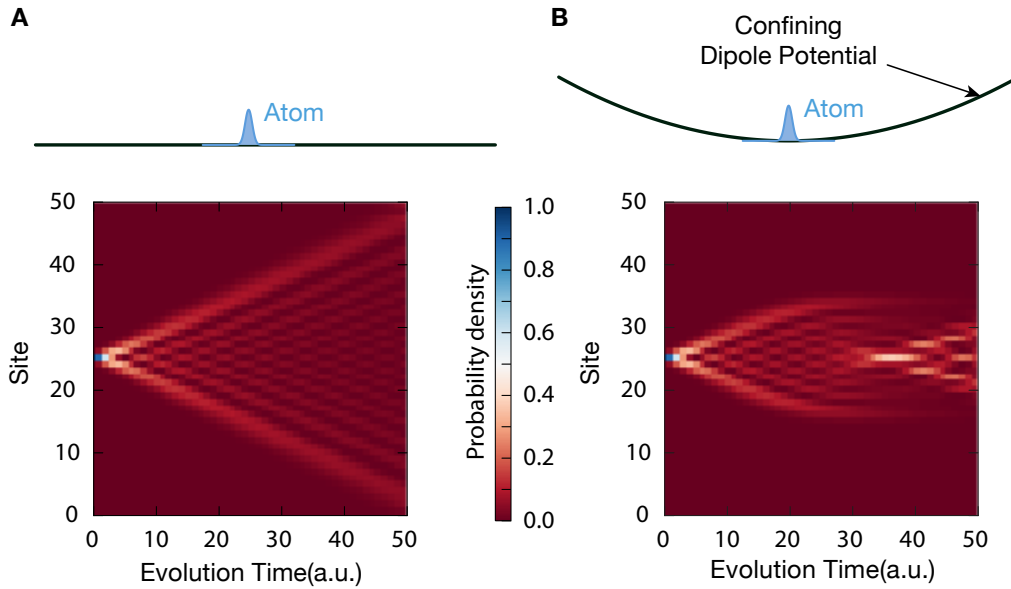 A
Atom
50
40
30
20
10
0
Site
0 10 20 30 40 50
Evolution Time(a.u.)
1.0
0.8
0.6
0.4
0.2
0.0
Probability density
B
Confining
Dipole Potential
Atom
50
40
30
20
10
0
Site
0 10 20 30 40 50
Evolution Time(a.u.)